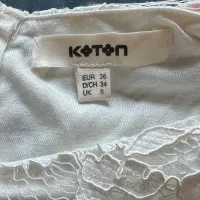 KOTON
EUR 36
D/CH 34
UK 8